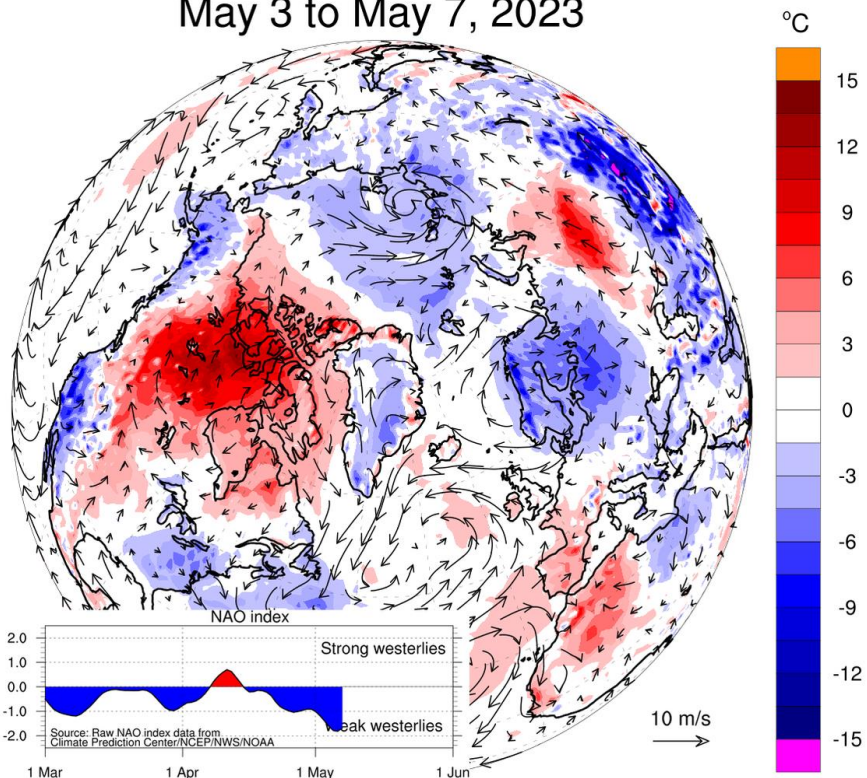 May 3 to May 7, 2023
°C
15
12
9
6
3
0
-3
-6
-9
-12
-15
10 m/s
NAO index
2.0
1.0
0.0
-1.0
-2.0
Strong westerlies
Weak westerlies
Source: Raw NAO index data from
Climate Prediction Center/NCEP/NWS/NOAA
1 Mar
1 Apr
1 May
1 Jun